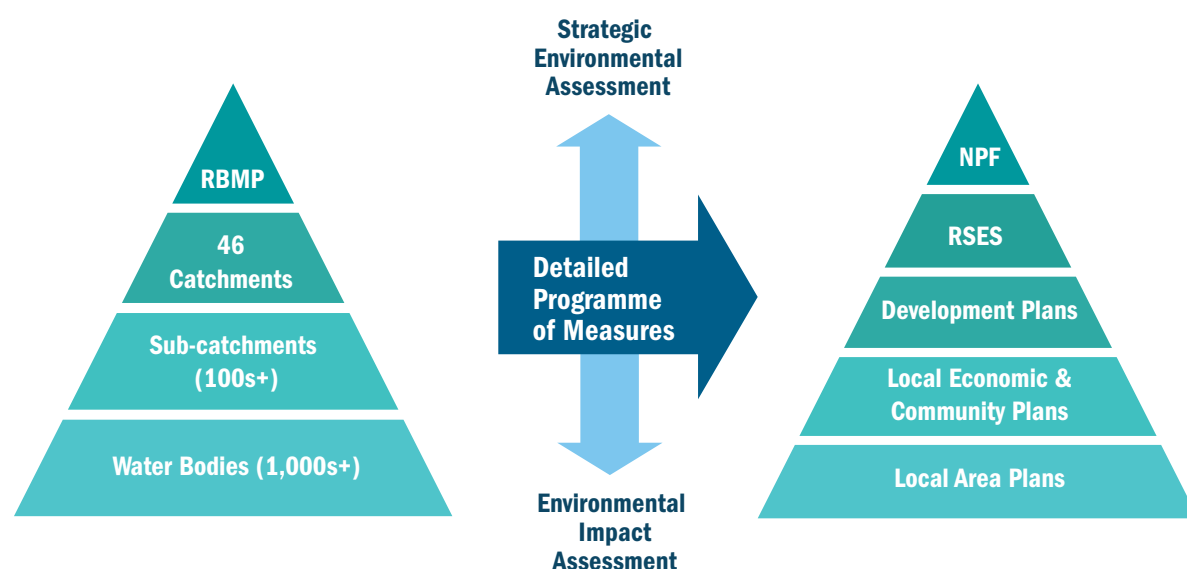 RBMP
46
Catchments
Sub-catchments
(100s+)
Water Bodies (1,000s+)
Strategic
Environmental
Assessment
Detailed
Programme
of Measures
Environmental
Impact
Assessment
NPF
RSES
Development Plans
Local Economic &
Community Plans
Local Area Plans